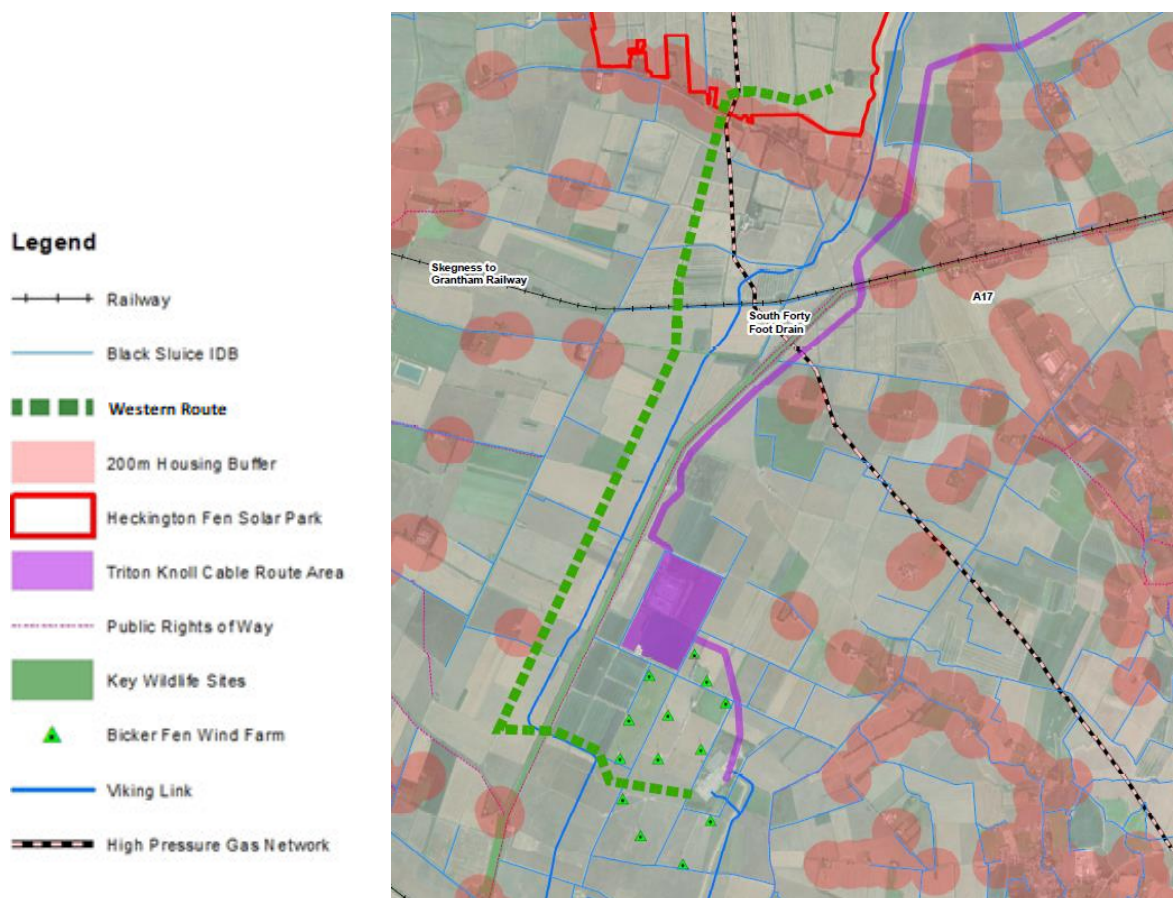 Legend
Railway
Black Sluice IDB
Western Route
200m Housing Buffer
Heckington Fen Solar Park
Triton Knoll Cable Route Area
Public Rights of Way
Key Wildlife Sites
Bicker Fen Wind Farm
Viking Link
High Pressure Gas Network
Skegness to
Grantham Railway
A17
South Forty
Foot Drain